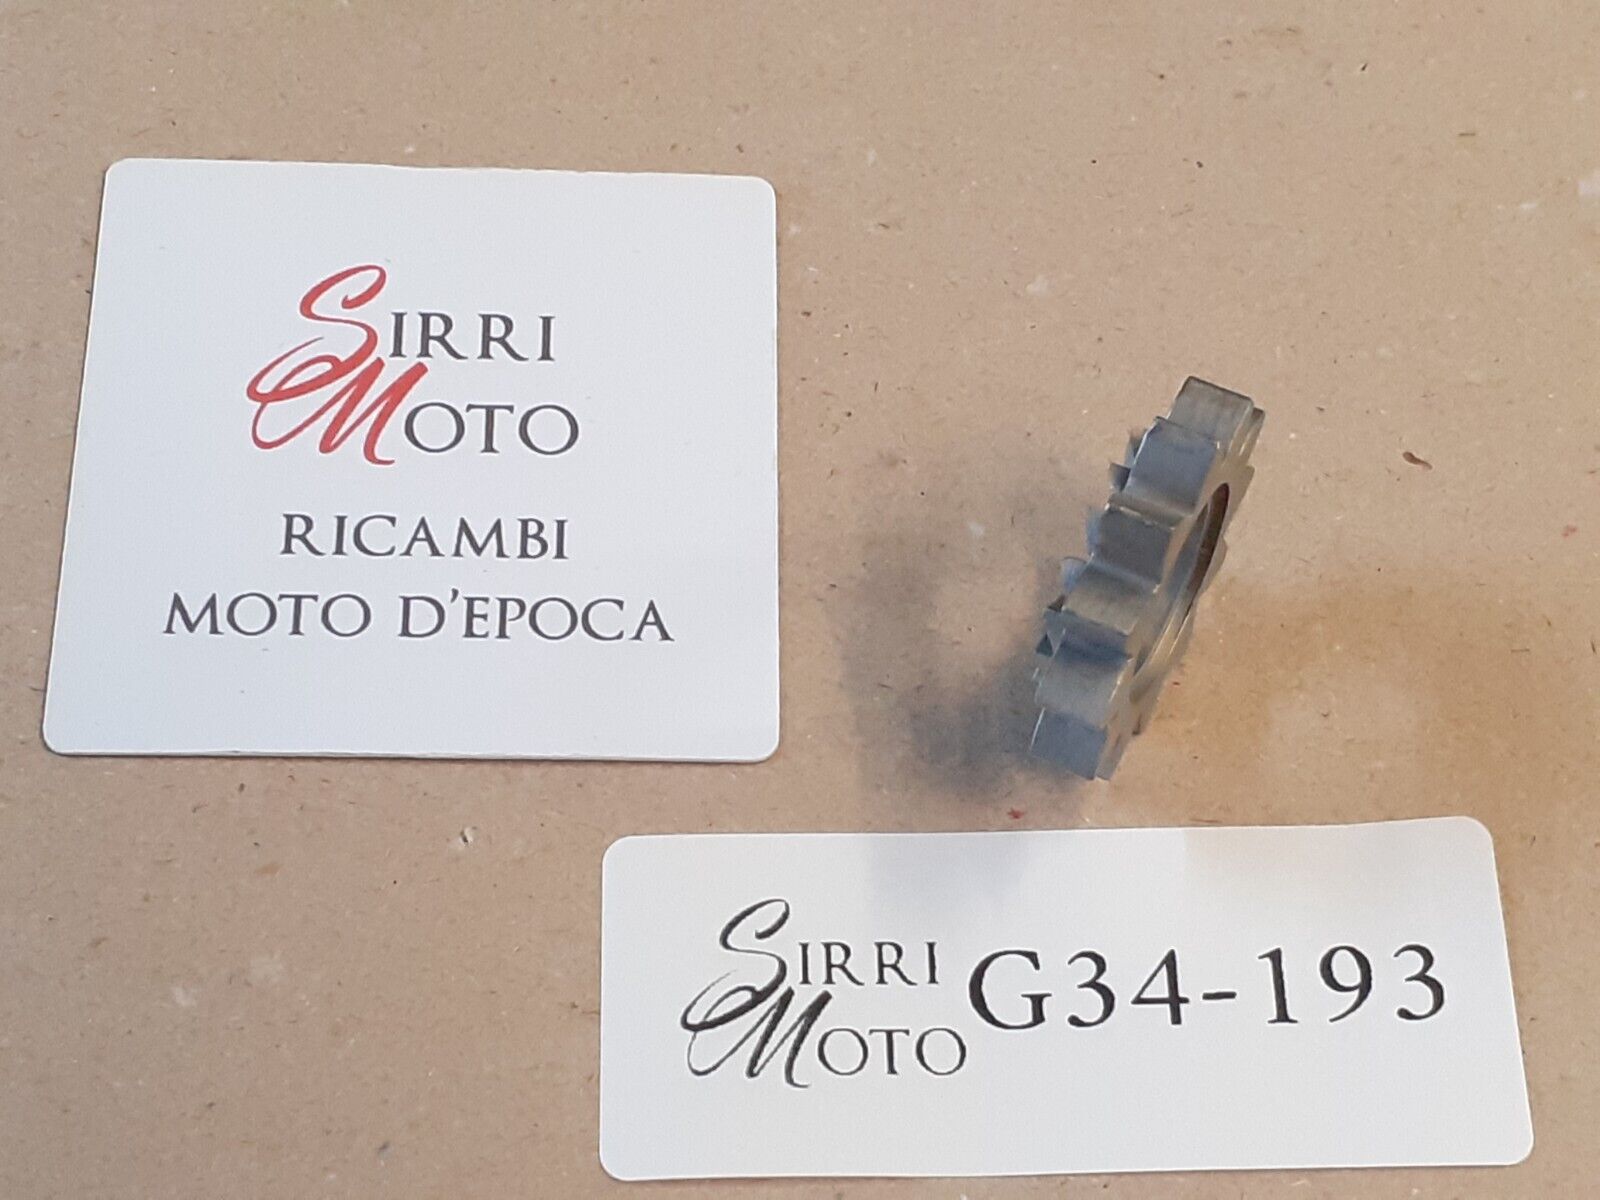 SIRRI
MOTO
RICAMBI
MOTO D'EPOCA
SIRRI
MOTO
G34-193